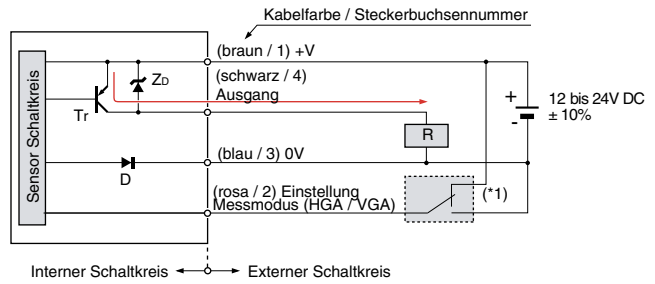 Kabelfarbe / Steckerbuchsennummer
(braun / 1) +V
ZD
(schwarz / 4)
Ausgang
Tr
+
-
12 bis 24V DC
± 10%
R
Sensor Schaltkreis
(blau / 3) 0V
D
(rosa / 2) Einstellung
Messmodus (HGA / VGA)
(*1)
Interner Schaltkreis
Externer Schaltkreis